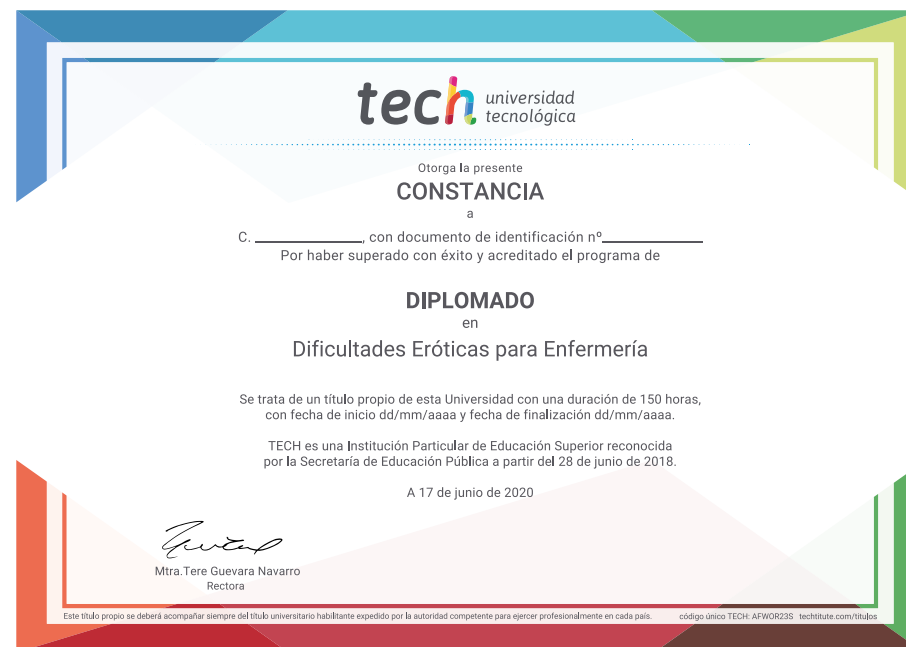 tech universidad
tecnológica
Otorga la presente
CONSTANCIA
a
C. ____________, con documento de identificación nº____________
Por haber superado con éxito y acreditado el programa de
DIPLOMADO
en
Dificultades Eróticas para Enfermería
Se trata de un título propio de esta Universidad con una duración de 150 horas,
con fecha de inicio dd/mm/aaaa y fecha de finalización dd/mm/aaaa.
TECH es una Institución Particular de Educación Superior reconocida
por la Secretaría de Educación Pública a partir del 28 de junio de 2018.
A 17 de junio de 2020
Mtra.Tere Guevara Navarro
Rectora
Este título propio se deberá acompañar siempre del título universitario habilitante expedido por la autoridad competente para ejercer profesionalmente en cada país. código único TECH: AFWOR23S techtitute.com/titulos